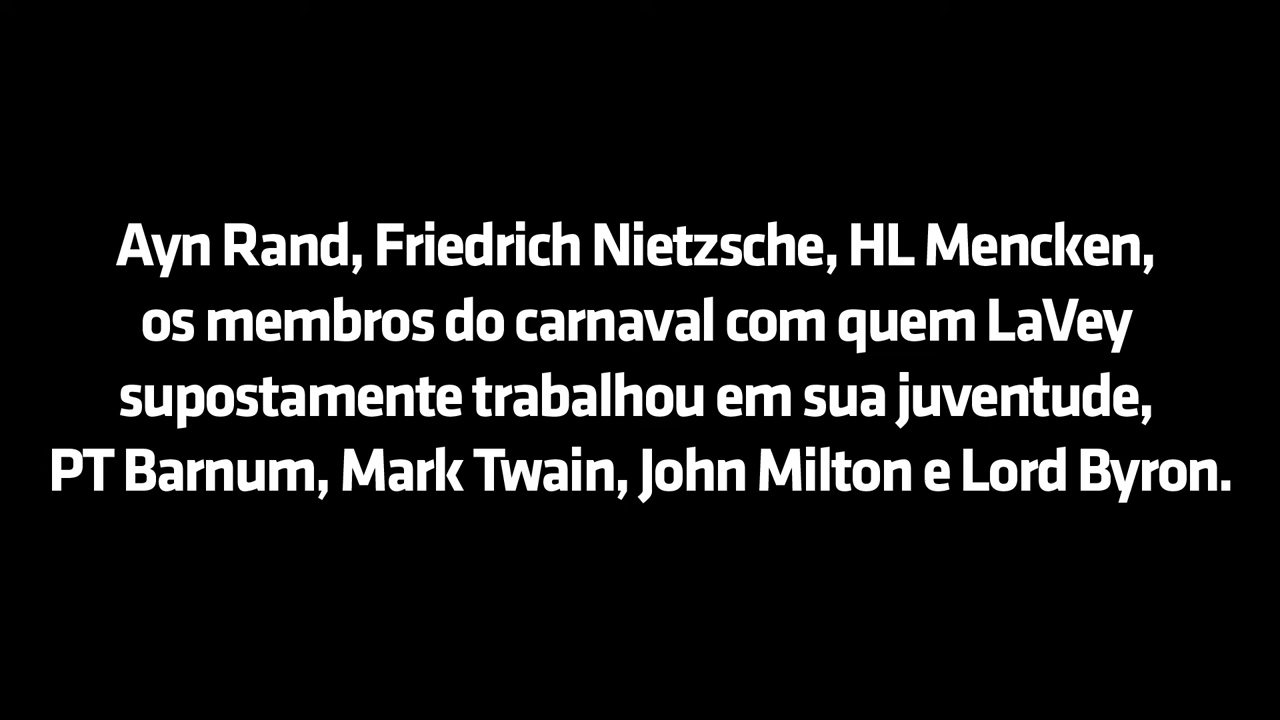 Ayn Rand, Friedrich Nietzsche, HL Mencken,
os membros do carnaval com quem LaVey
supostamente trabalhou em sua juventude,
PT Barnum, Mark Twain, John Milton e Lord Byron.